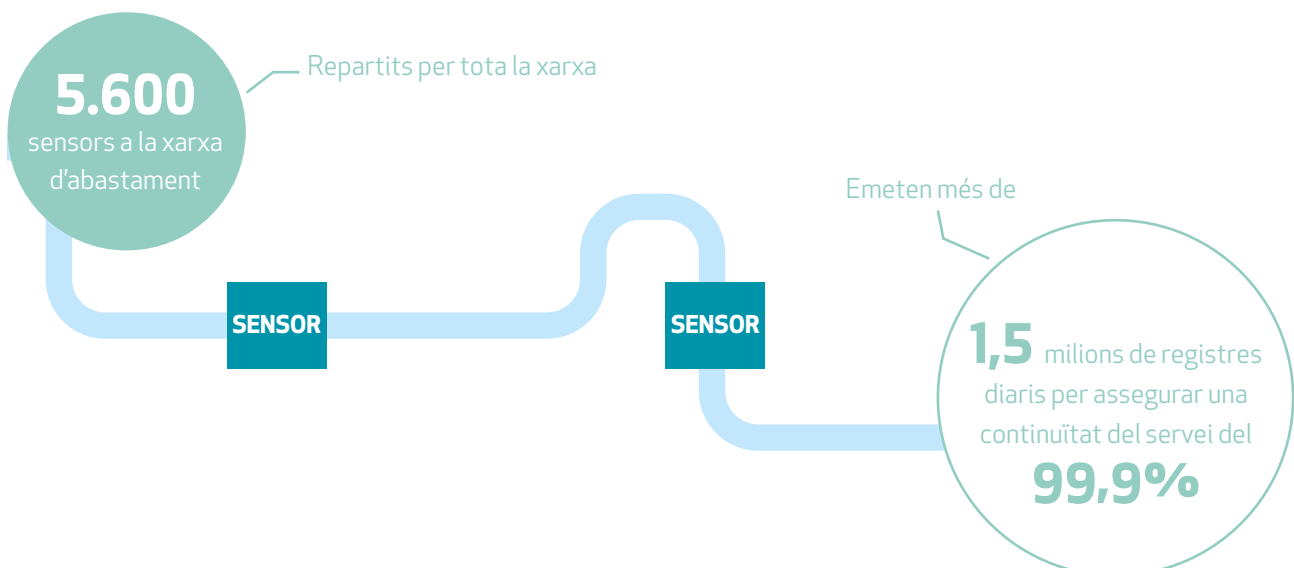 5.600
sensors a la xarxa
d'abastament
Repartits per tota la xarxa
SENSOR
SENSOR
Emeten més de
1,5 milions de registres
diaris per assegurar una
continuïtat del servei del
99,9%